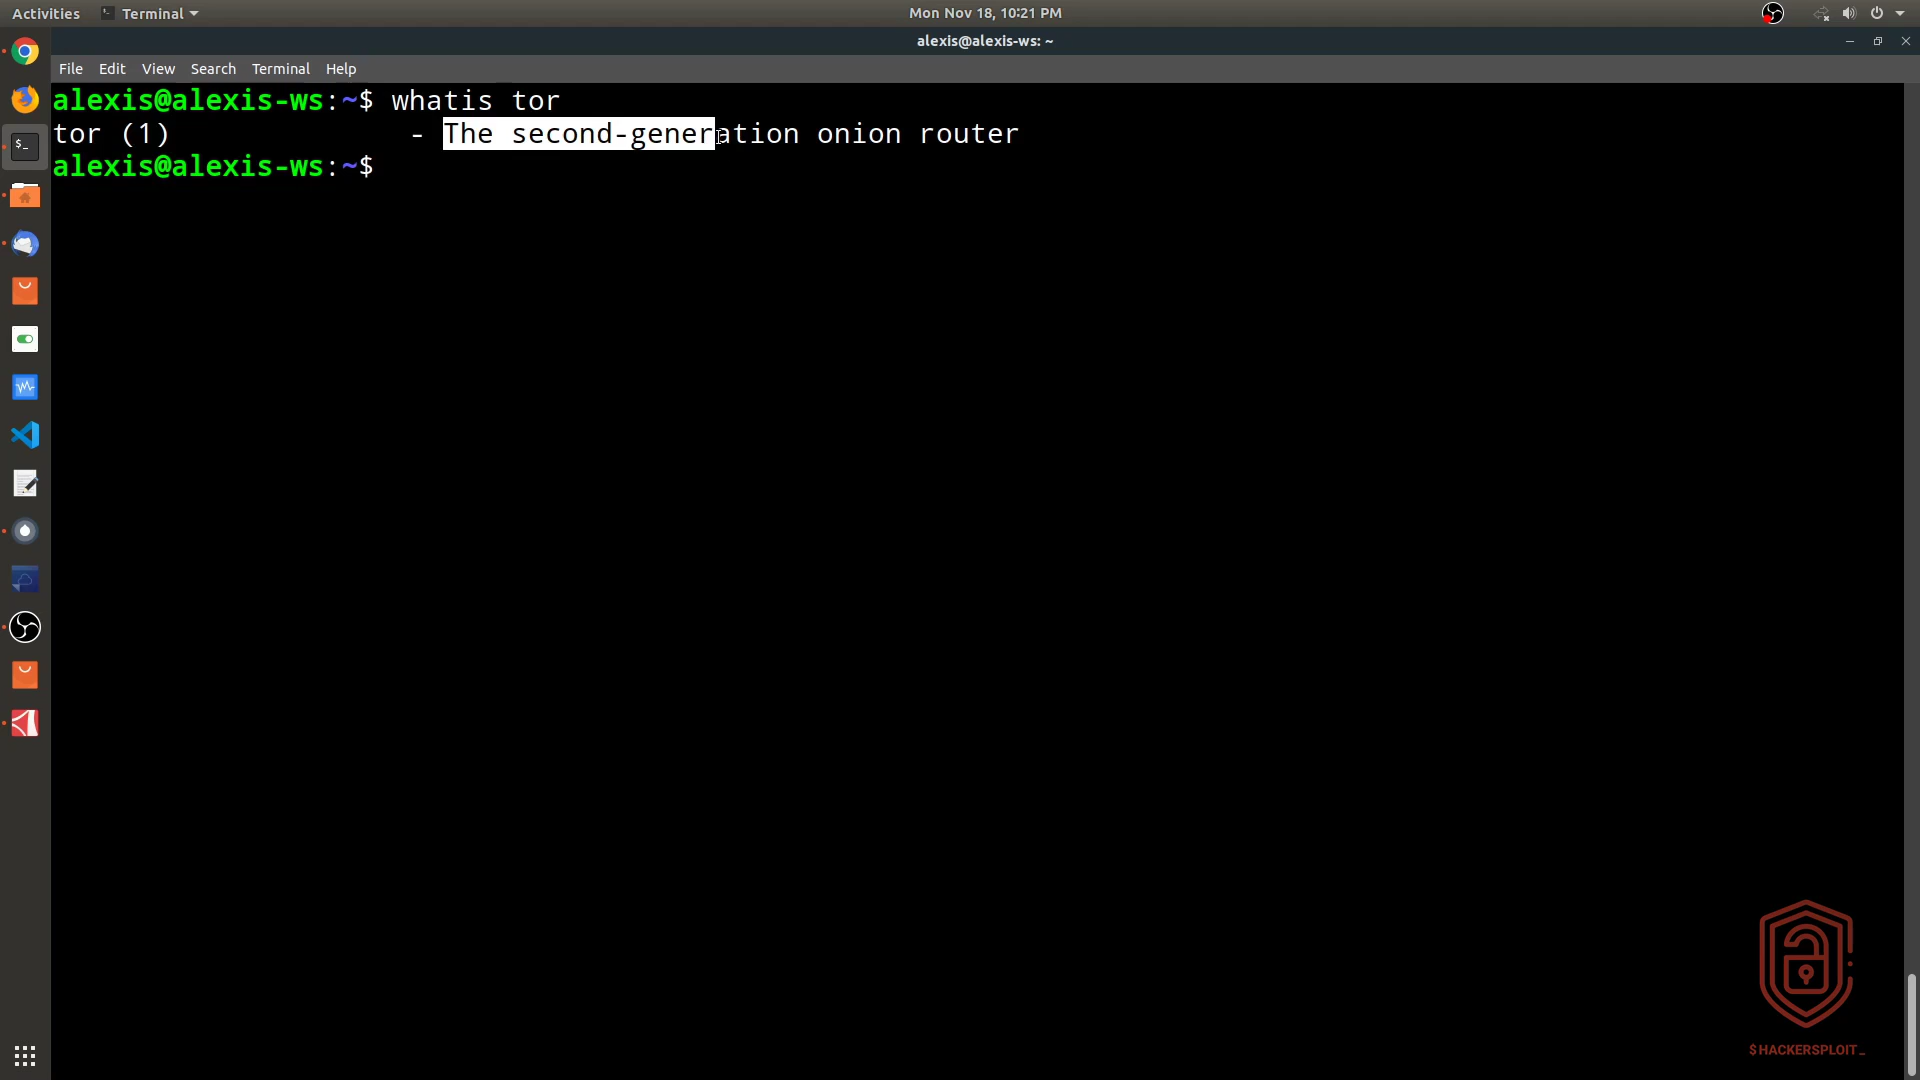 Activities Terminal Mon Nov 18, 10:21 PM
alexis@alexis-ws: ~
File Edit View Search Terminal Help
alexis@alexis-ws:~$ whatis tor
tor (1) - The second-generation onion router
alexis@alexis-ws:~$
$HACKERSPLOIT_